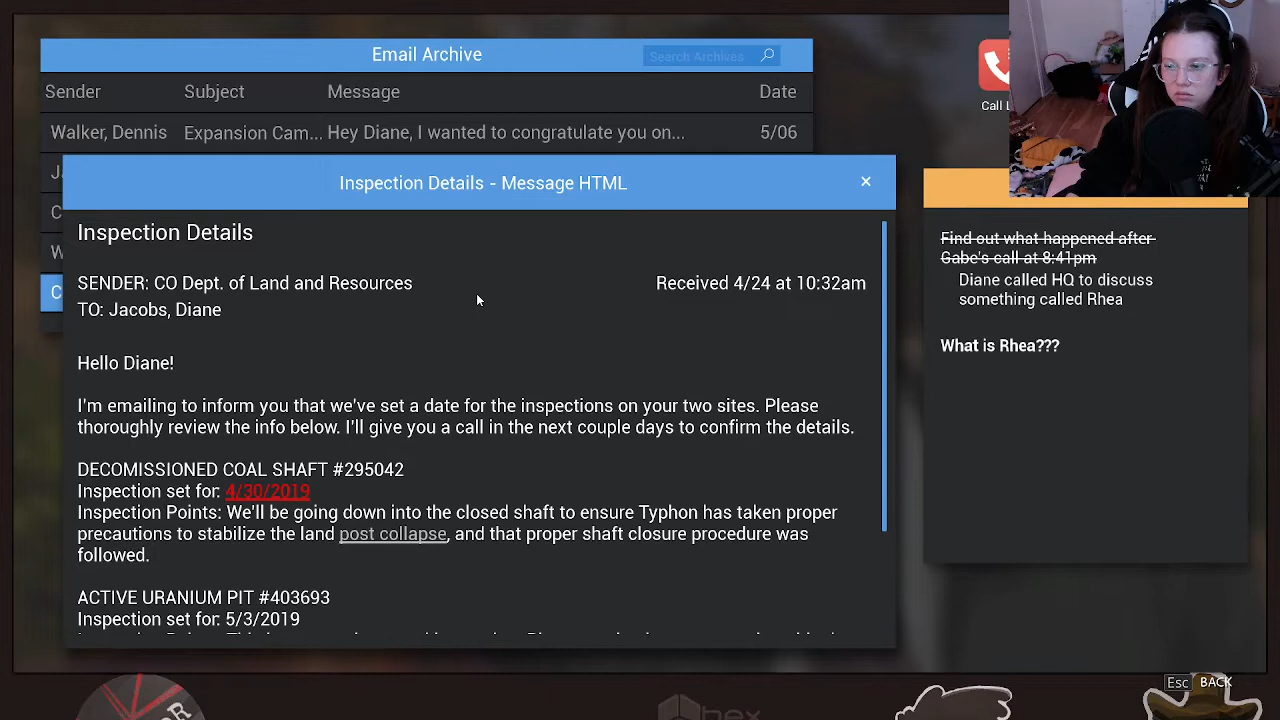 Email Archive
Search Archives
Sender Subject Message Date
Walker, Dennis Expansion Cam... Hey Diane, I wanted to congratulate you on... 5/06
Inspection Details - Message HTML
Inspection Details
SENDER: CO Dept. of Land and Resources Received 4/24 at 10:32am
TO: Jacobs, Diane
Hello Diane!
I'm emailing to inform you that we've set a date for the inspections on your two sites. Please
thoroughly review the info below. I'll give you a call in the next couple days to confirm the details.
DECOMISSIONED COAL SHAFT #295042
Inspection set for: 4/30/2019
Inspection Points: We'll be going down into the closed shaft to ensure Typhon has taken proper
precautions to stabilize the land post collapse, and that proper shaft closure procedure was
followed.
ACTIVE URANIUM PIT #403693
Inspection set for: 5/3/2019
Call
Find out what happened after
Gabe's call at 8:41pm
Diane called HQ to discuss
something called Rhea
What is Rhea???
Esc BACK